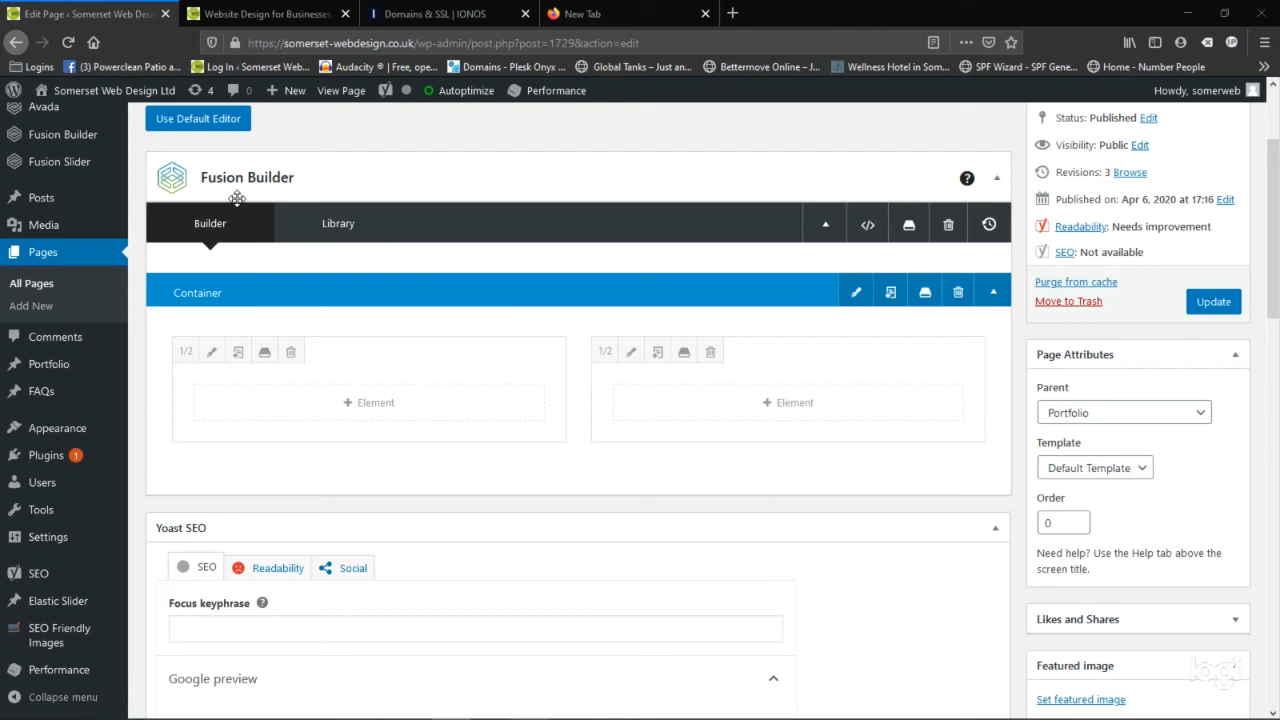 Edit Page ‹ Somerset Web Desi
Website Design for Businesses
Domains & SSL | IONOS
New Tab
https://somerset-webdesign.co.uk/wp-admin/post.php?post=1729&action=edit
Logins
(3) Powerclean Patio a...
Log In ‹ Somerset Web...
Audacity ® | Free, ope...
Domains - Plesk Onyx ...
Global Tanks – Just an...
Bettermove Online – J...
Wellness Hotel in Som...
SPF Wizard - SPF Gene...
Home - Number People
Somerset Web Design Ltd
4
0
New
View Page
Autoptimize
Performance
Howdy, somerweb
Avada
Fusion Builder
Fusion Slider
Posts
Media
Pages
All Pages
Add New
Comments
Portfolio
FAQs
Appearance
Plugins 1
Users
Tools
Settings
SEO
Elastic Slider
SEO Friendly
Images
Performance
Collapse menu
Use Default Editor
Fusion Builder
Builder
Library
Container
1/2
+ Element
1/2
+ Element
Yoast SEO
SEO
Readability
Social
Focus keyphrase
Google preview
Status: Published Edit
Visibility: Public Edit
Revisions: 3 Browse
Published on: Apr 6, 2020 at 17:16 Edit
Readability: Needs improvement
SEO: Not available
Purge from cache
Move to Trash
Update
Page Attributes
Parent
Portfolio
Template
Default Template
Order
0
Need help? Use the Help tab above the
screen title.
Likes and Shares
Featured image
Set featured image
logi